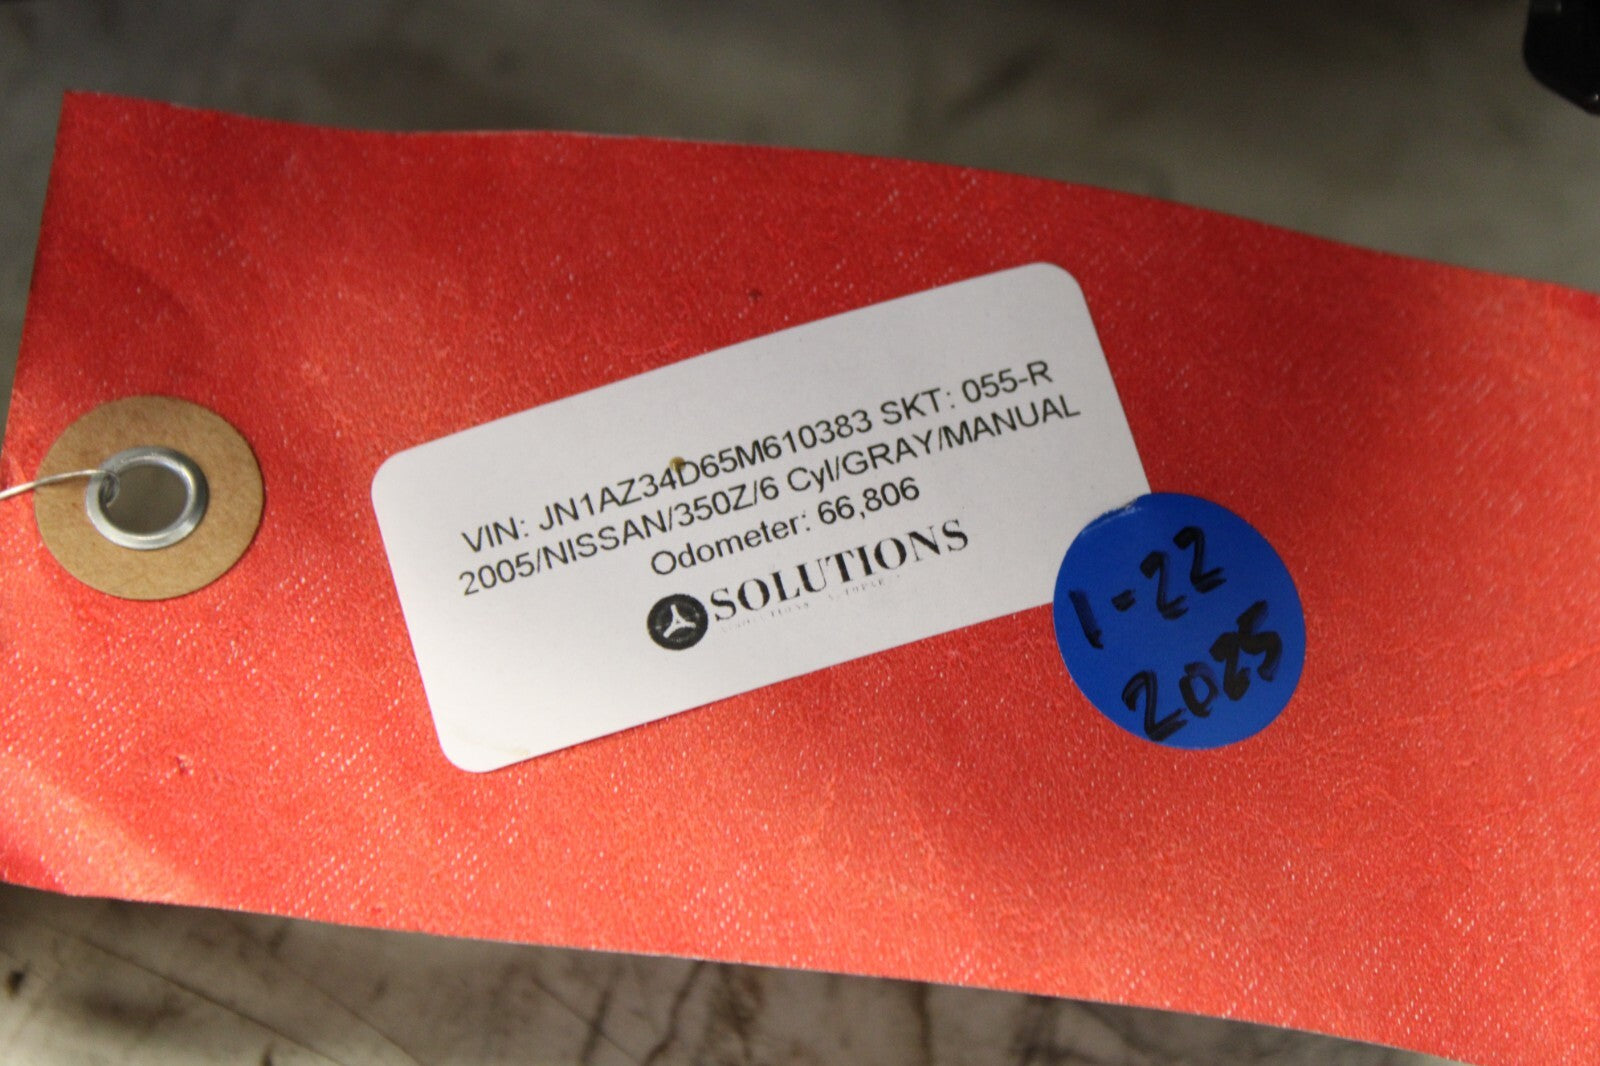 VIN: JN1AZ34D65M610383 SKT: 055-R
2005/NISSAN/350Z/6 Cyl/GRAY/MANUAL
Odometer: 66,806
SOLUTIONS
1-22
2025